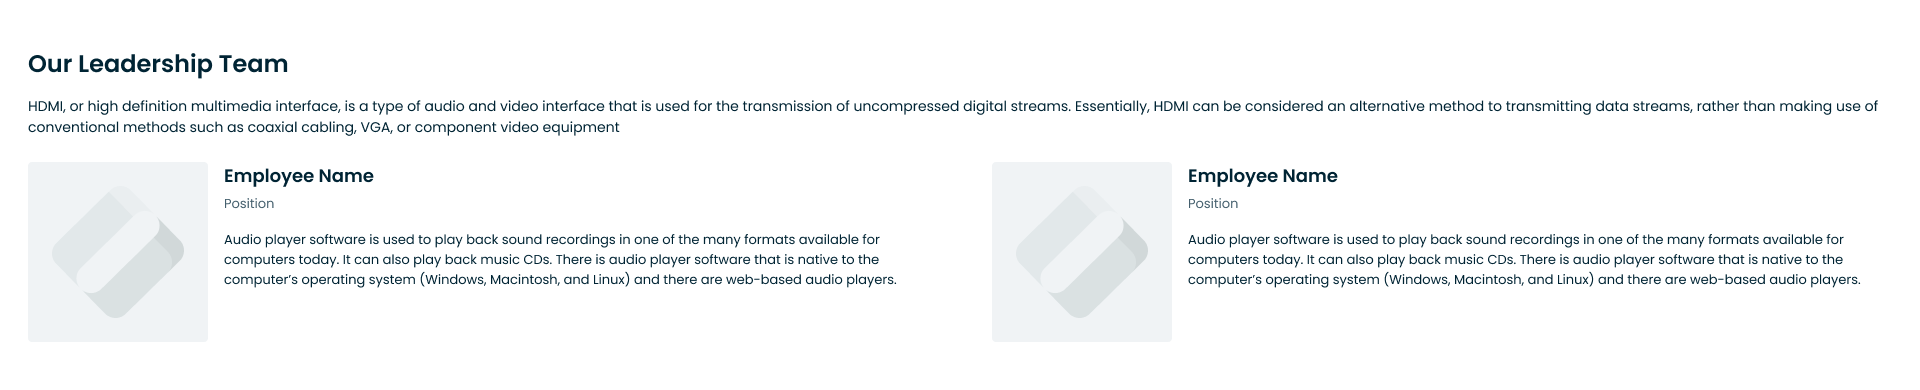 Our Leadership Team
HDMI, or high definition multimedia interface, is a type of audio and video interface that is used for the transmission of uncompressed digital streams. Essentially, HDMI can be considered an alternative method to transmitting data streams, rather than making use of
conventional methods such as coaxial cabling, VGA, or component video equipment
Employee Name
Position
Audio player software is used to play back sound recordings in one of the many formats available for
computers today. It can also play back music CDs. There is audio player software that is native to the
computer’s operating system (Windows, Macintosh, and Linux) and there are web-based audio players.
Employee Name
Position
Audio player software is used to play back sound recordings in one of the many formats available for
computers today. It can also play back music CDs. There is audio player software that is native to the
computer’s operating system (Windows, Macintosh, and Linux) and there are web-based audio players.